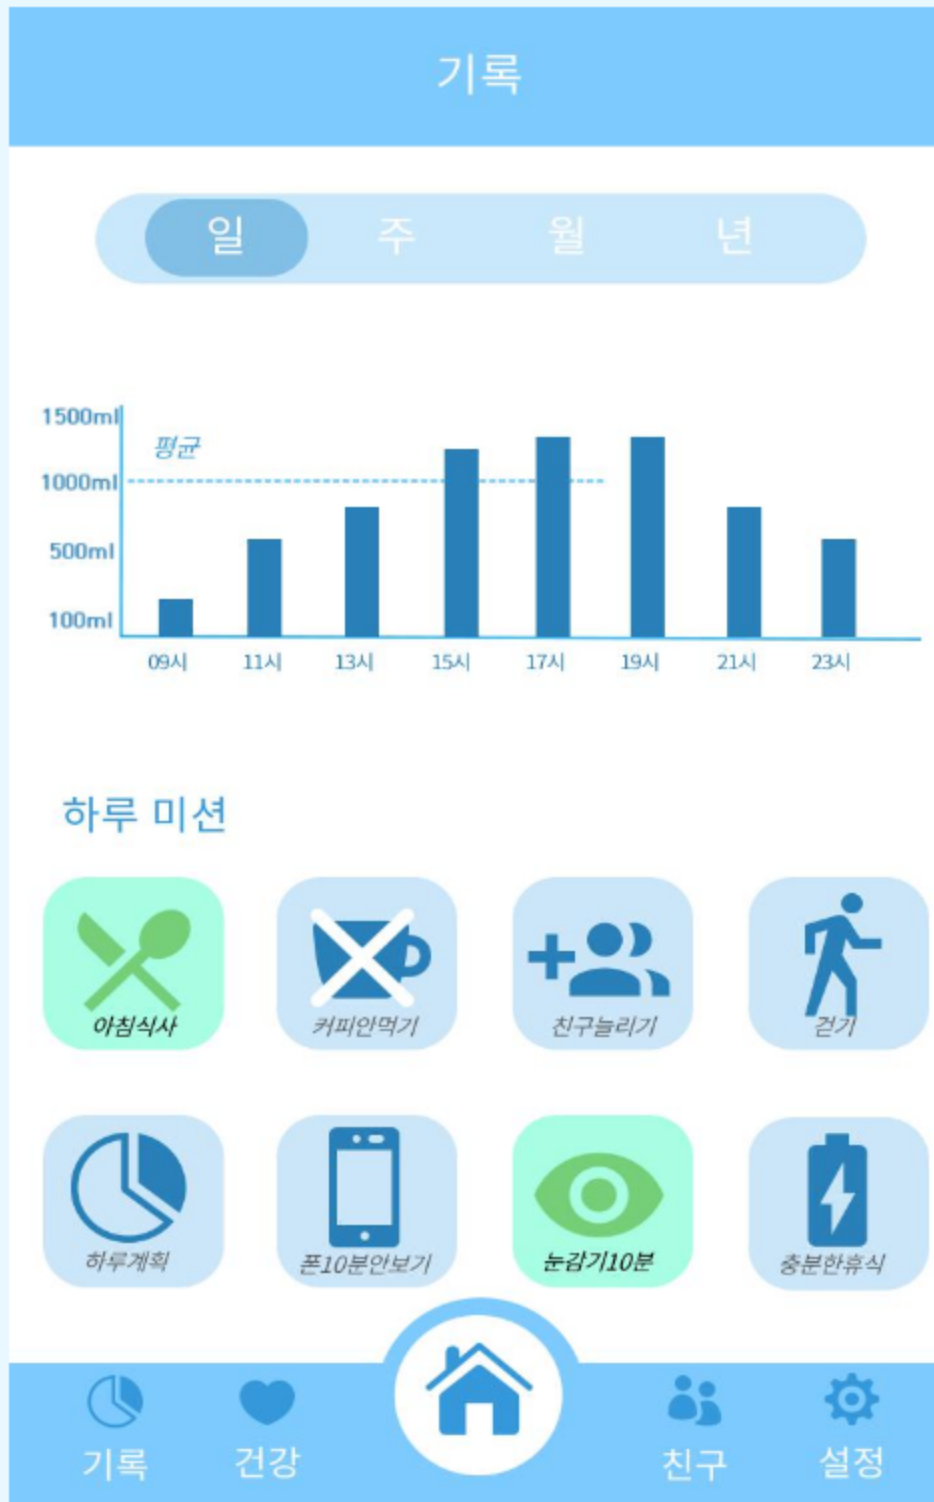 기록
일 주 월 년
1500ml
평균
1000ml
500ml
100ml
09시 11시 13시 15시 17시 19시 21시 23시
하루 미션
아침식사 커피안먹기 친구늘리기 걷기
하루계획 폰10분안보기 눈감기10분 충분한휴식
기록 건강 친구 설정